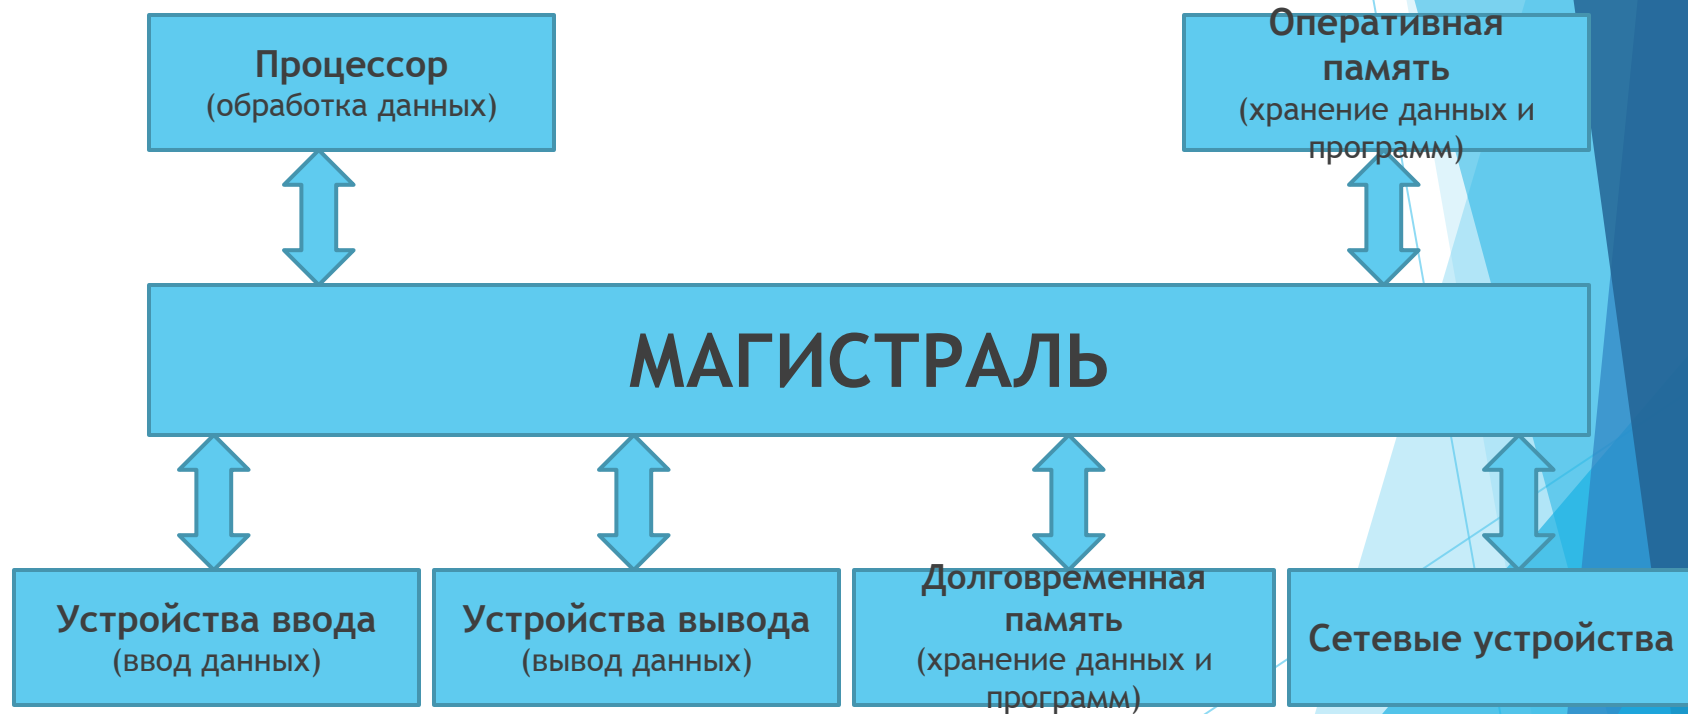 Процессор
(обработка данных)
Оперативная
память
(хранение данных и
программ)
МАГИСТРАЛЬ
Устройства ввода
(ввод данных)
Устройства вывода
(вывод данных)
Долговременная
память
(хранение данных и
программ)
Сетевые устройства